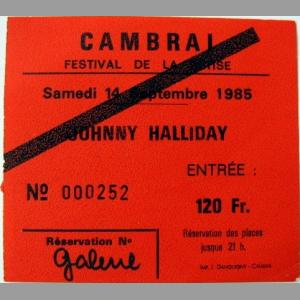 CAMBRAI
FESTIVAL DE LA BÊTISE
Samedi 14 Septembre 1985
JOHNNY HALLIDAY
ENTRÉE :
Nº 000252
120 Fr.
Réservation Nº
galerie
Réservation des places
jusque 21 h.